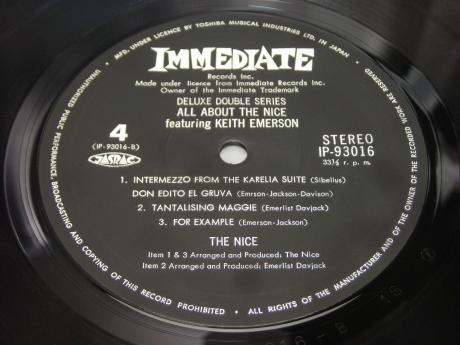 MFD. UNDER LICENCE BY TOSHIBA MUSICAL INDUSTRIES LTD. IN JAPAN •
IMMEDIATE
Records Inc.
Made under licence from Immediate Records Inc.
Owner of the Immediate Trademark
DELUXE DOUBLE SERIES
ALL ABOUT THE NICE
featuring KEITH EMERSON
4
(IP-93016-B)
JASRAC
STEREO
IP-93016
33⅓ r. p. m.
1. INTERMEZZO FROM THE KARELIA SUITE (Sibelius)
DON EDITO EL GRUVA (Emrson-Jackson-Davison)
2. TANTALISING MAGGIE (Emerlist Davjack)
3. FOR EXAMPLE (Emerson-Jackson)
THE NICE
Item 1 & 3 Arranged and Produced: The Nice
Item 2 Arranged and Produced: Emerlist Davjack
UNAUTHORIZED PUBLIC PERFORMANCE, BROADCASTING AND COPYING OF THIS RECORD PROHIBITED • ALL RIGHTS OF THE MANUFACTURER AND OF THE OWNER OF THE RECORDED WORK ARE RESERVED